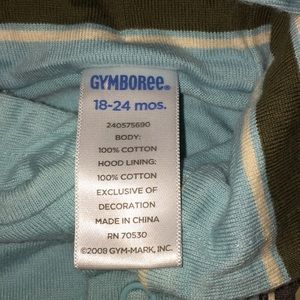 GYMBOREE®
18-24 mos.
240575690
BODY:
100% COTTON
HOOD LINING:
100% COTTON
EXCLUSIVE OF
DECORATION
MADE IN CHINA
RN 70530
©2008 GYM-MARK, INC.